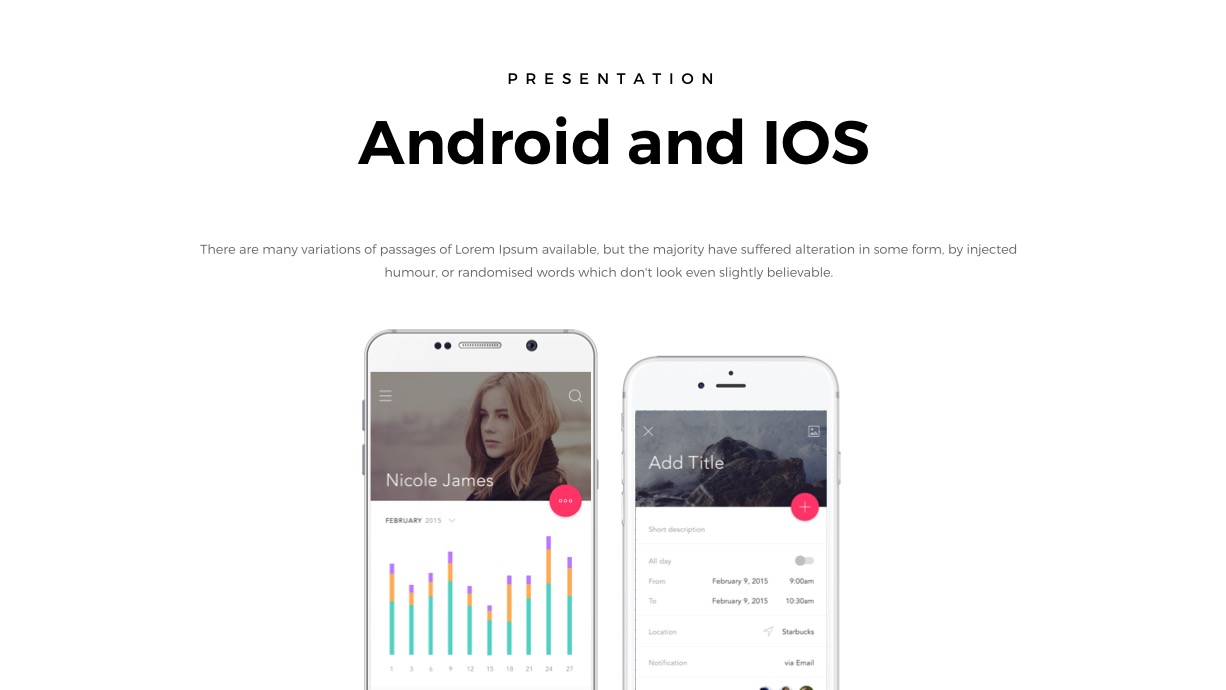 PRESENTATION
Android and IOS
There are many variations of passages of Lorem Ipsum available, but the majority have suffered alteration in some form, by injected
humour, or randomised words which don't look even slightly believable.
Nicole James
FEBRUARY 2015
1 3 6 9 12 15 18 21 24 27
Add Title
Short description
All day
From February 9, 2015 9:00am
To February 9, 2015 10:30am
Location Starbucks
Notification via Email